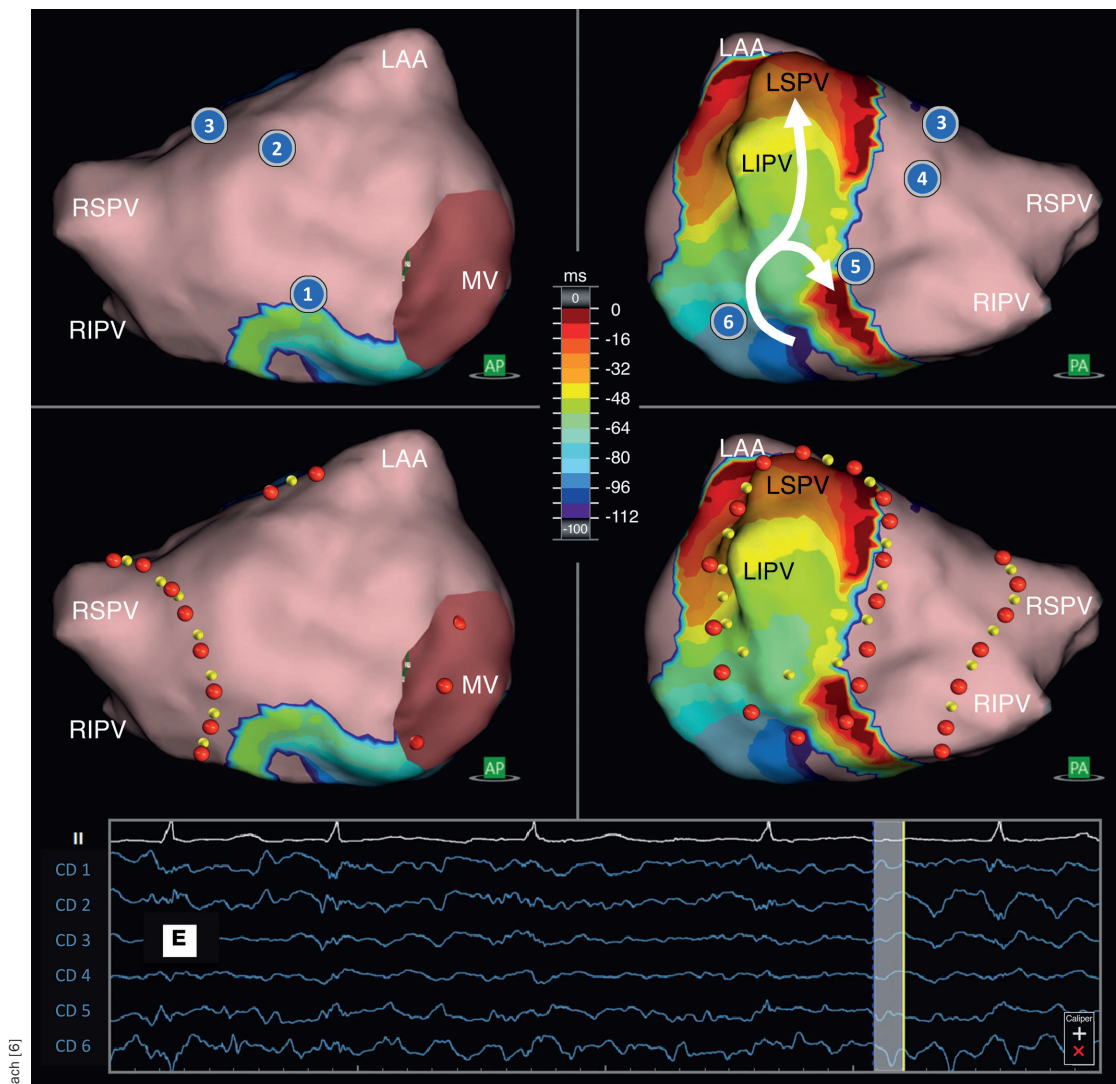 LAA
3
2
RSPV
1
MV
RIPV
AP
LAA
LSPV
3
LIPV
4
RSPV
5
RIPV
6
PA
ms
0
0
-16
-32
-48
-64
-80
-96
-112
-100
LAA
RSPV
MV
RIPV
AP
LAA
LSPV
LIPV
RSPV
RIPV
PA
II
CD 1
CD 2
CD 3
E
CD 4
CD 5
CD 6
Caliper
ach [6]